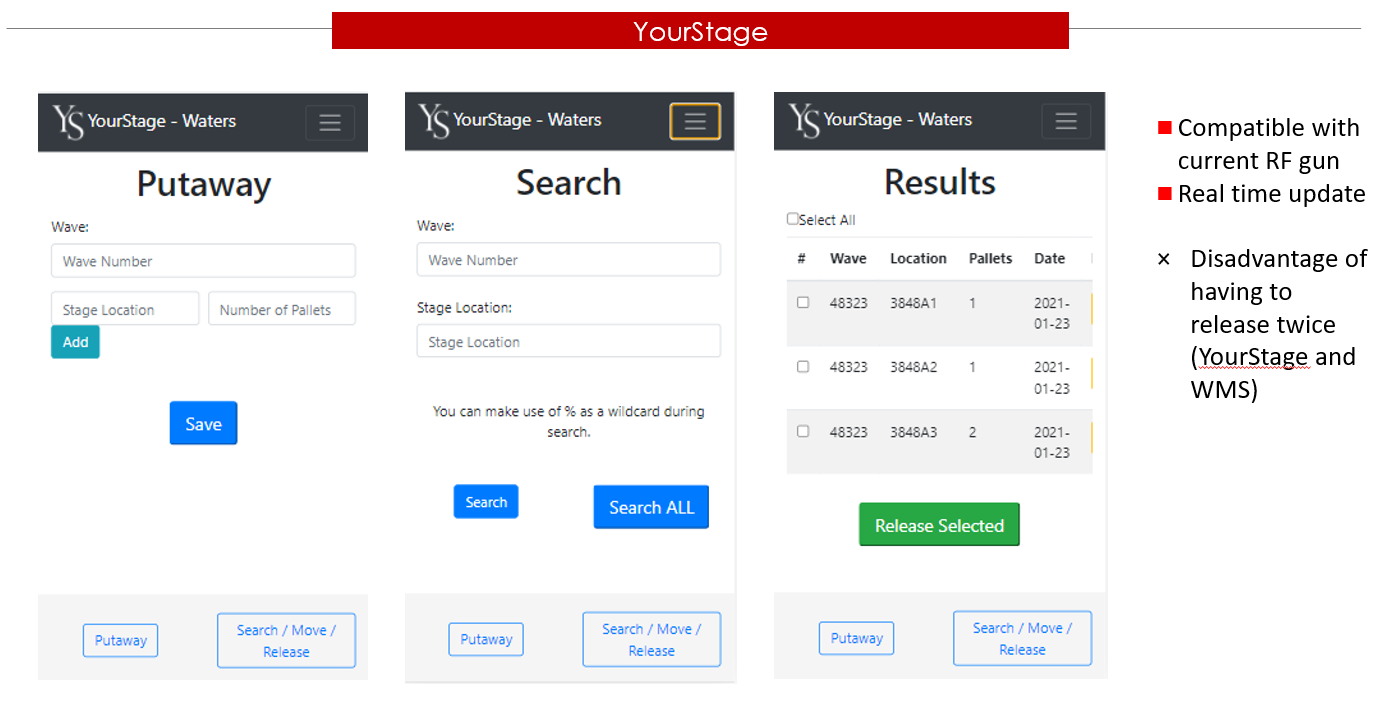 YourStage
YS YourStage - Waters
Putaway
Wave:
Wave Number
Stage Location
Number of Pallets
Add
Save
Putaway
Search / Move /
Release
YS YourStage - Waters
Search
Wave:
Wave Number
Stage Location:
Stage Location
You can make use of % as a wildcard during
search.
Search
Search ALL
Putaway
Search / Move /
Release
YS YourStage - Waters
Results
Select All
# Wave Location Pallets Date
48323 3848A1 1 2021-
01-23
48323 3848A2 1 2021-
01-23
48323 3848A3 2 2021-
01-23
Release Selected
Putaway
Search / Move /
Release
Compatible with
current RF gun
Real time update
× Disadvantage of
having to
release twice
(YourStage and
WMS)